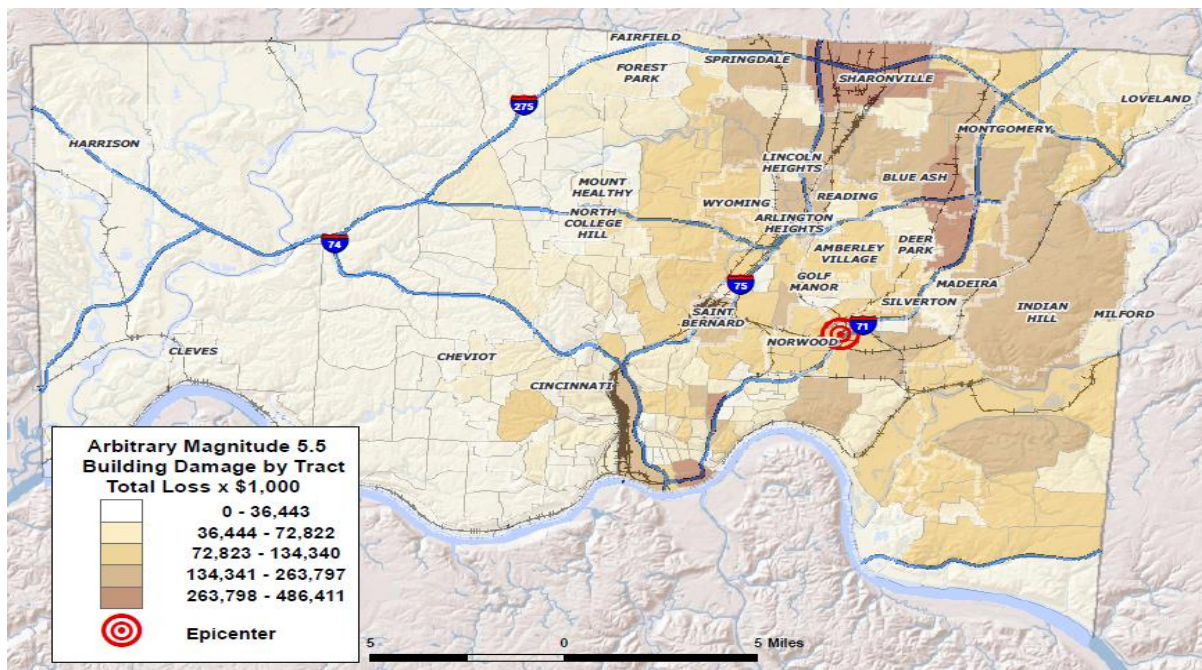 FAIRFIELD
SPRINGDALE
FOREST
PARK
SHARONVILLE
275
LOVELAND
HARRISON
MONTGOMERY
LINCOLN
HEIGHTS
BLUE ASH
MOUNT
HEALTHY
READING
WYOMING
NORTH
COLLEGE
HILL
ARLINGTON
HEIGHTS
74
AMBERLEY
VILLAGE
DEER
PARK
GOLF
MANOR
75
MADEIRA
SILVERTON
INDIAN
HILL
SAINT
BERNARD
MILFORD
71
NORWOOD
CLEVES
CHEVIOT
CINCINNATI
Arbitrary Magnitude 5.5
Building Damage by Tract
Total Loss x $1,000
0 - 36,443
36,444 - 72,822
72,823 - 134,340
134,341 - 263,797
263,798 - 486,411
Epicenter
5 0 5 Miles